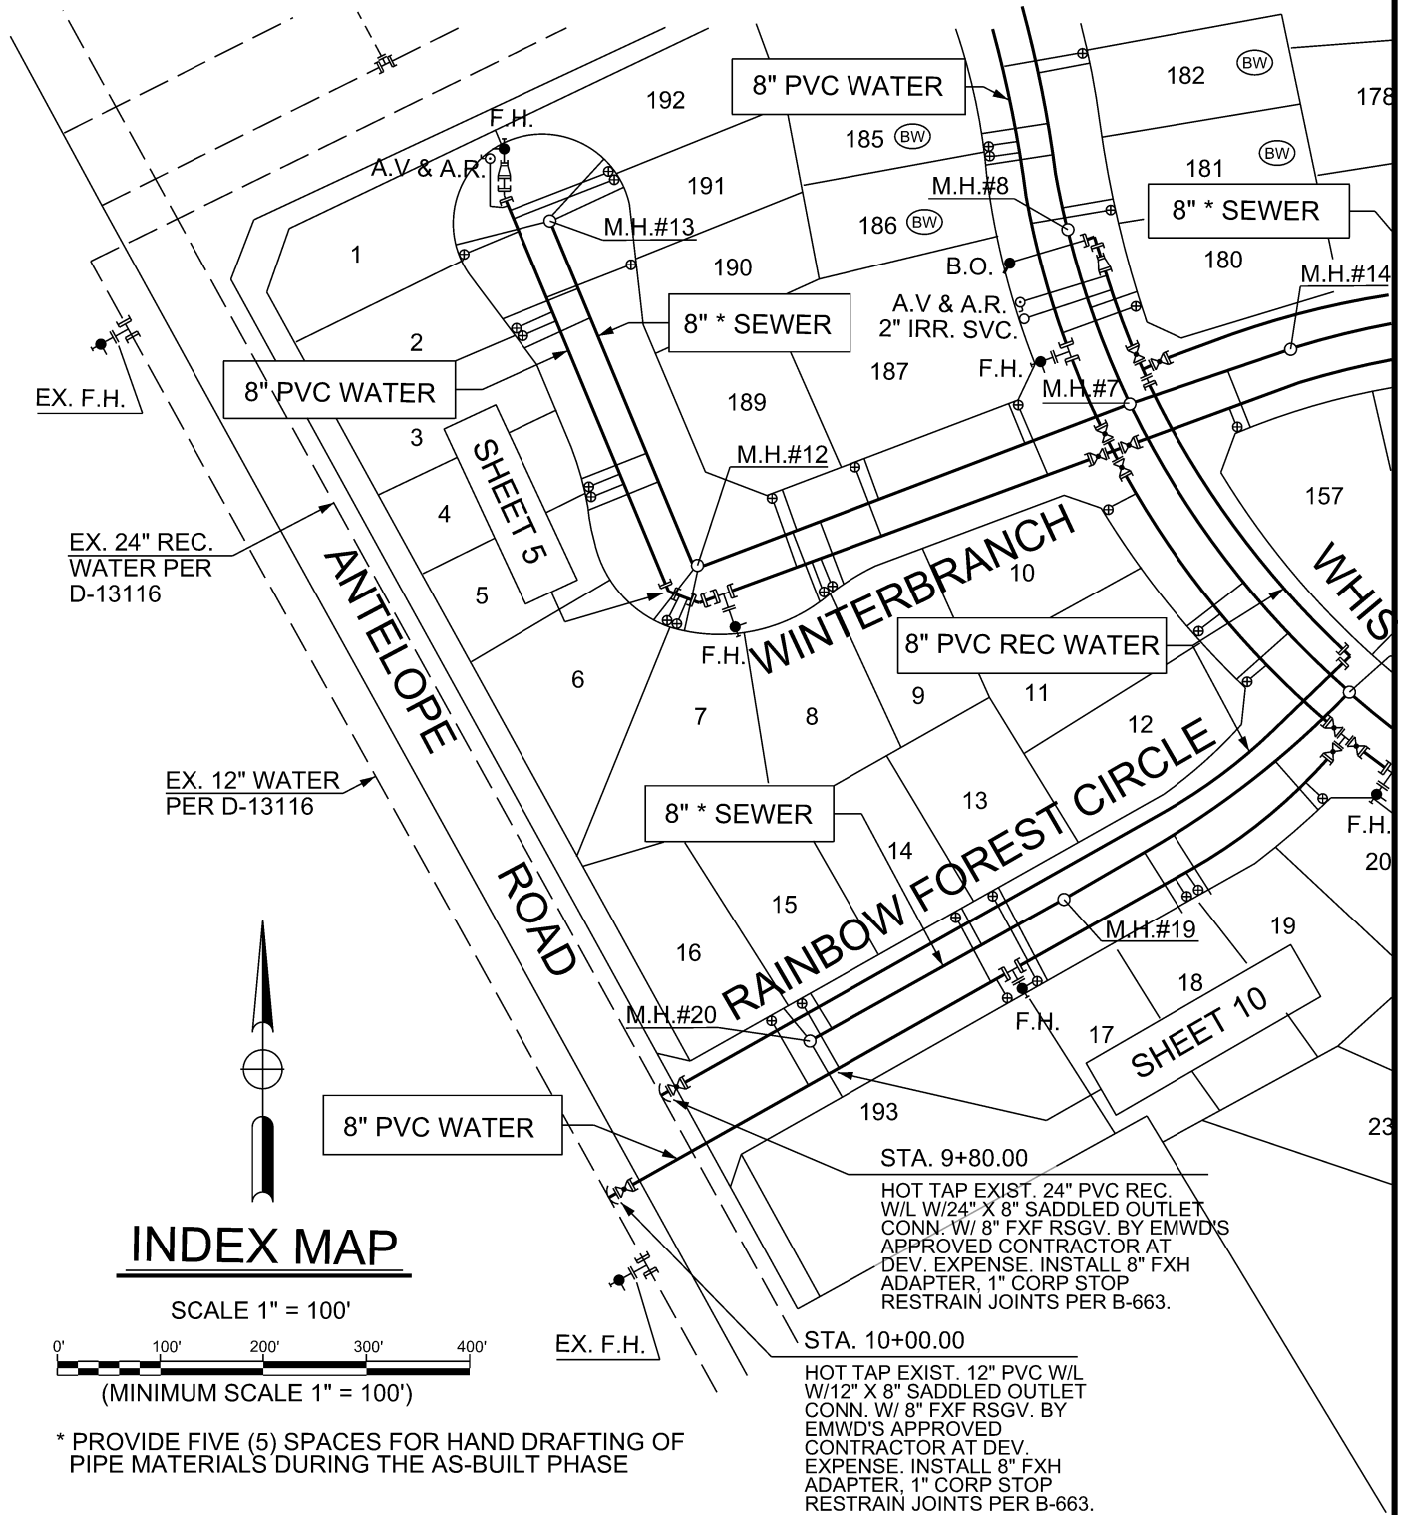 192
182
BW
8" PVC WATER
178
F.H.
185
BW
A.V & A.R.
181
BW
191
M.H.#8
8" * SEWER
M.H.#13
186
BW
1
190
B.O.
180
M.H.#14
A.V & A.R.
2" IRR. SVC.
8" * SEWER
2
187
F.H.
8" PVC WATER
EX. F.H.
M.H.#7
189
3
M.H.#12
SHEET 5
157
4
EX. 24" REC.
WATER PER
D-13116
WINTERBRANCH
10
5
WHIS
ANTELOPE
ROAD
8" PVC REC WATER
F.H.
6
9
11
7
8
12
EX. 12" WATER
PER D-13116
8" * SEWER
13
RAINBOW FOREST CIRCLE
F.H.
14
20
15
M.H.#19
19
16
18
M.H.#20
F.H.
17
SHEET 10
193
8" PVC WATER
23
STA. 9+80.00
HOT TAP EXIST. 24" PVC REC.
W/L W/24" X 8" SADDLED OUTLET
CONN. W/ 8" FXF RSGV. BY EMWD'S
APPROVED CONTRACTOR AT
DEV. EXPENSE. INSTALL 8" FXH
ADAPTER, 1" CORP STOP
RESTRAIN JOINTS PER B-663.
INDEX MAP
SCALE 1" = 100'
0' 100' 200' 300' 400'
(MINIMUM SCALE 1" = 100')
EX. F.H.
STA. 10+00.00
HOT TAP EXIST. 12" PVC W/L
W/12" X 8" SADDLED OUTLET
CONN. W/ 8" FXF RSGV. BY
EMWD'S APPROVED
CONTRACTOR AT DEV.
EXPENSE. INSTALL 8" FXH
ADAPTER, 1" CORP STOP
RESTRAIN JOINTS PER B-663.
* PROVIDE FIVE (5) SPACES FOR HAND DRAFTING OF
PIPE MATERIALS DURING THE AS-BUILT PHASE